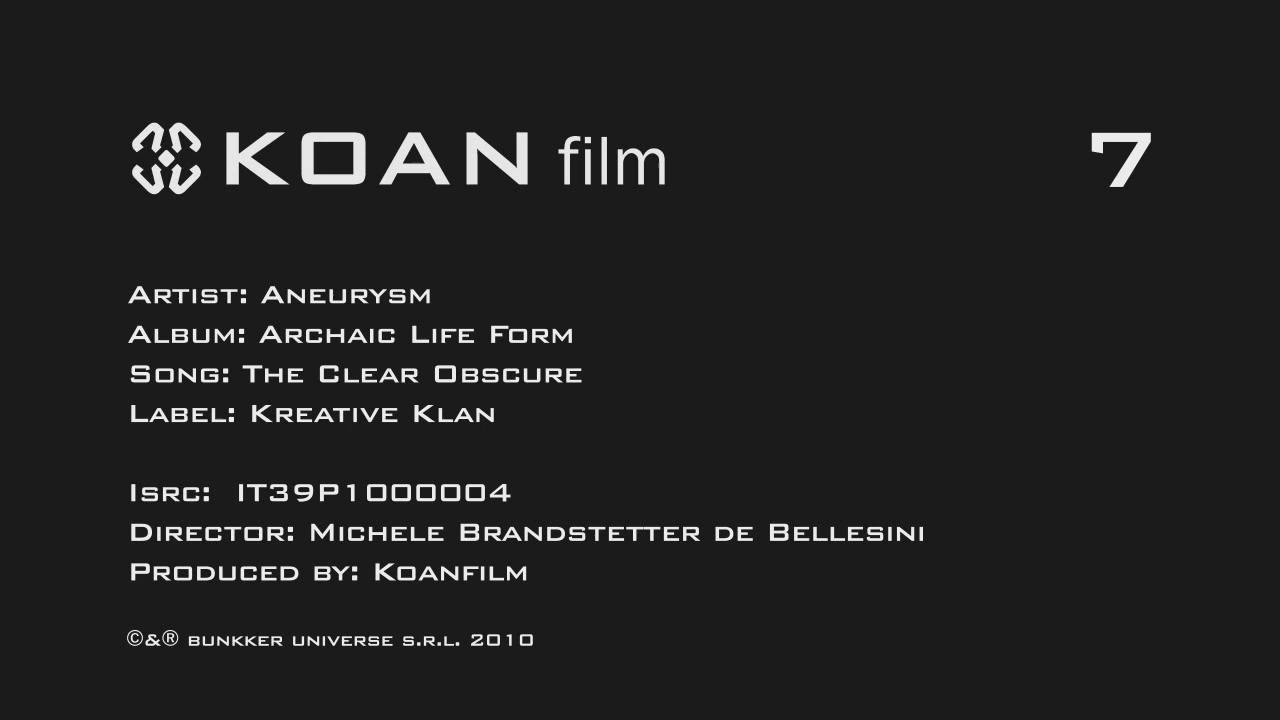 KOAN film
7
Artist: Aneurysm
Album: Archaic Life Form
Song: The Clear Obscure
Label: Kreative Klan
Isrc: IT39P1000004
Director: Michele Brandstetter de Bellesini
Produced by: Koanfilm
©&® bunkker universe s.r.l. 2010